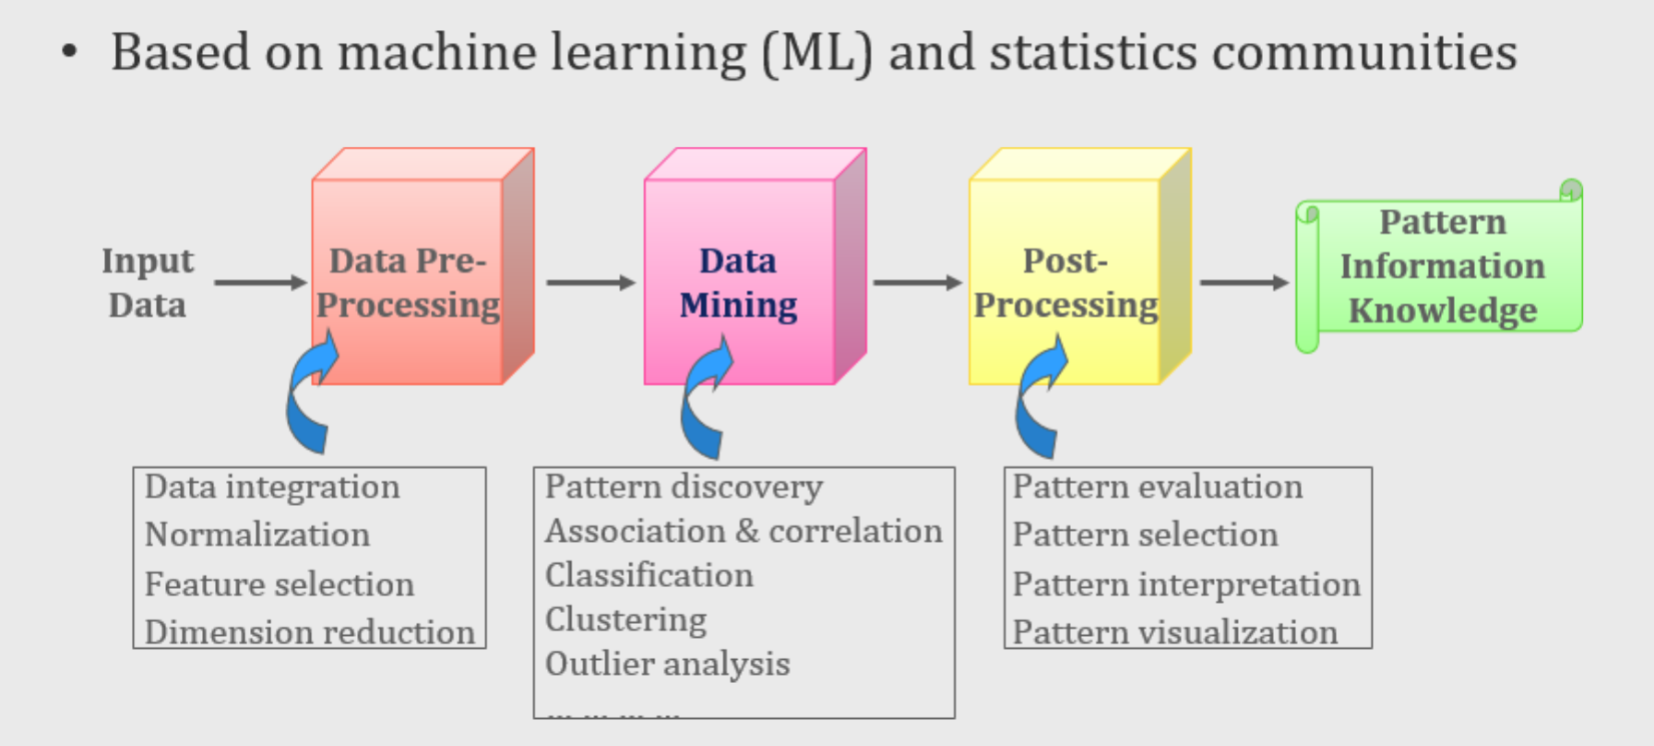 • Based on machine learning (ML) and statistics communities
Input
Data
Data Pre-
Processing
Data
Mining
Post-
Processing
Pattern
Information
Knowledge
Data integration
Normalization
Feature selection
Dimension reduction
Pattern discovery
Association & correlation
Classification
Clustering
Outlier analysis
... ... ... ...
Pattern evaluation
Pattern selection
Pattern interpretation
Pattern visualization